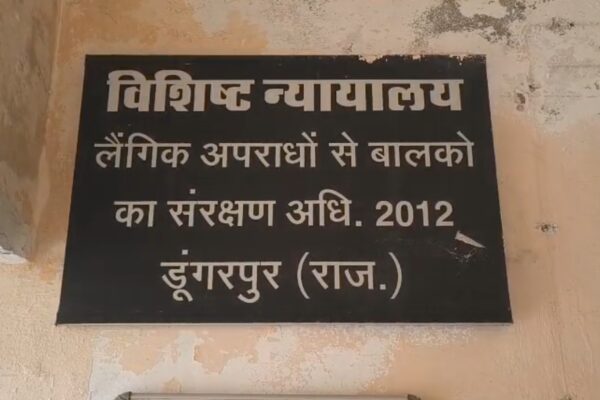 विशिष्ट न्यायालय
लैंगिक अपराधों से बालको
का संरक्षण अधि. 2012
डूंगरपुर (राज.)